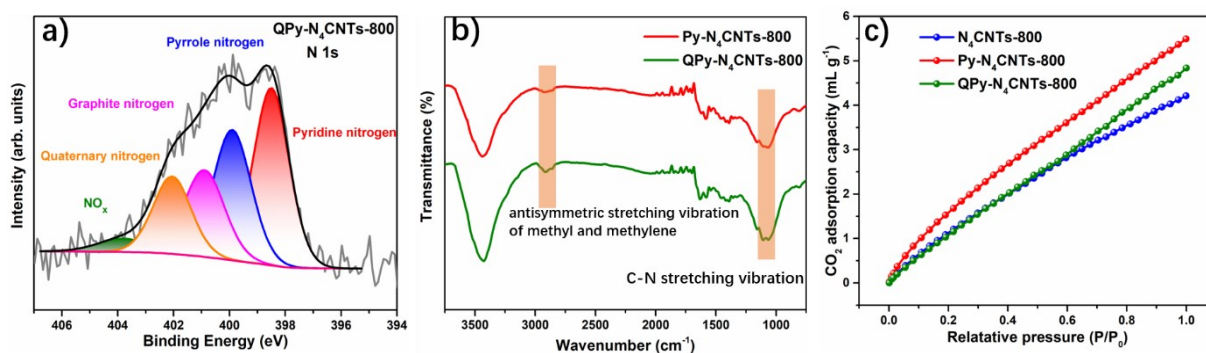 a)
QPy-N₄CNTs-800
N 1s
Pyrrole nitrogen
Graphite nitrogen
Quaternary nitrogen
Pyridine nitrogen
NOₓ
Intensity (arb. units)
406 404 402 400 398 396 394
Binding Energy (eV)
b)
Py-N₄CNTs-800
QPy-N₄CNTs-800
antisymmetric stretching vibration
of methyl and methylene
C-N stretching vibration
Transmittance (%)
3500 3000 2500 2000 1500 1000
Wavenumber (cm⁻¹)
c)
N₄CNTs-800
Py-N₄CNTs-800
QPy-N₄CNTs-800
CO₂ adsorption capacity (mL g⁻¹)
6
5
4
3
2
1
0
0.0 0.2 0.4 0.6 0.8 1.0
Relatative pressure (P/P₀)